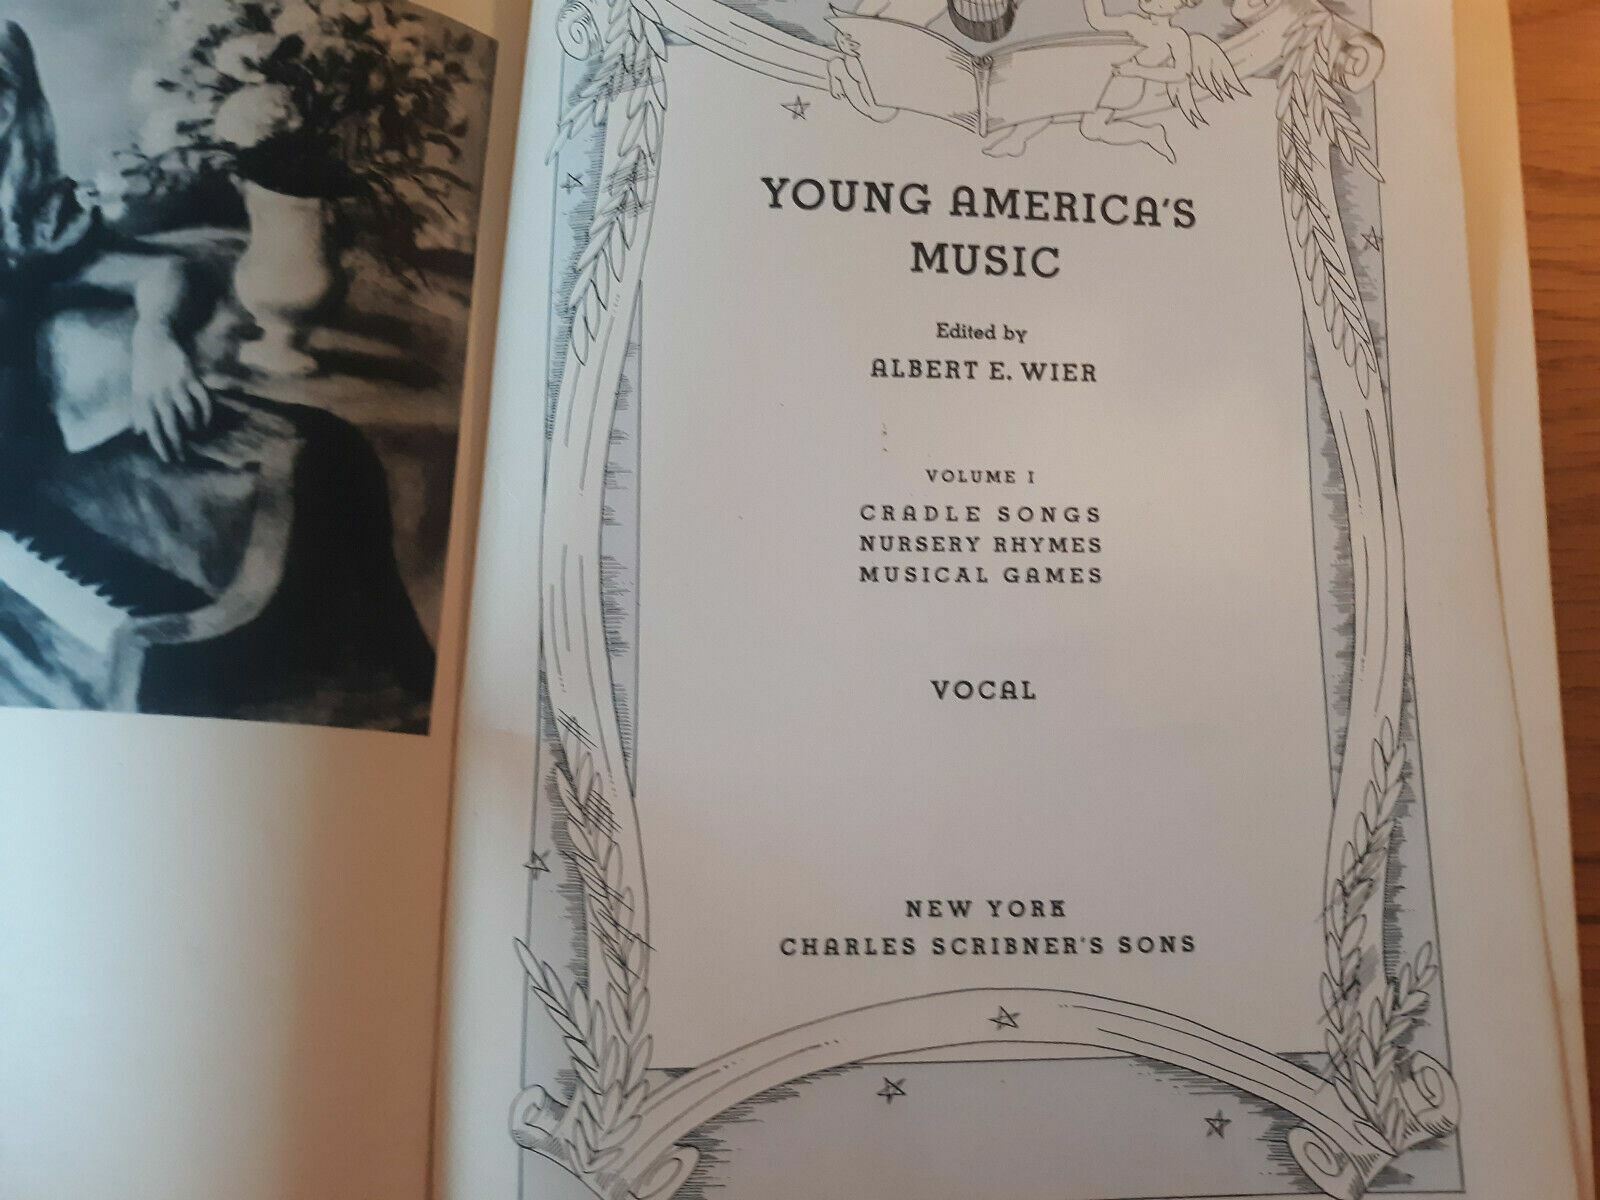 YOUNG AMERICA'S
MUSIC
Edited by
ALBERT E. WIER
VOLUME I
CRADLE SONGS
NURSERY RHYMES
MUSICAL GAMES
VOCAL
NEW YORK
CHARLES SCRIBNER'S SONS